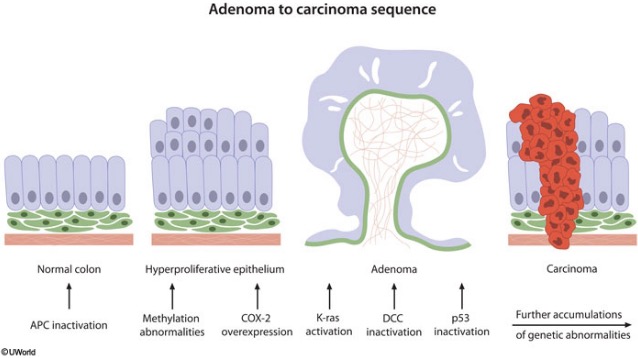 Adenoma to carcinoma sequence
Normal colon
Hyperproliferative epithelium
Adenoma
Carcinoma
APC inactivation
Methylation
abnormalities
COX-2
overexpression
K-ras
activation
DCC
inactivation
p53
inactivation
Further accumulations
of genetic abnormalities
©UWorld